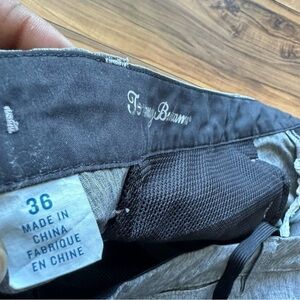 Tommy Bahama
36
MADE IN
CHINA
FABRIQUE
EN CHINE